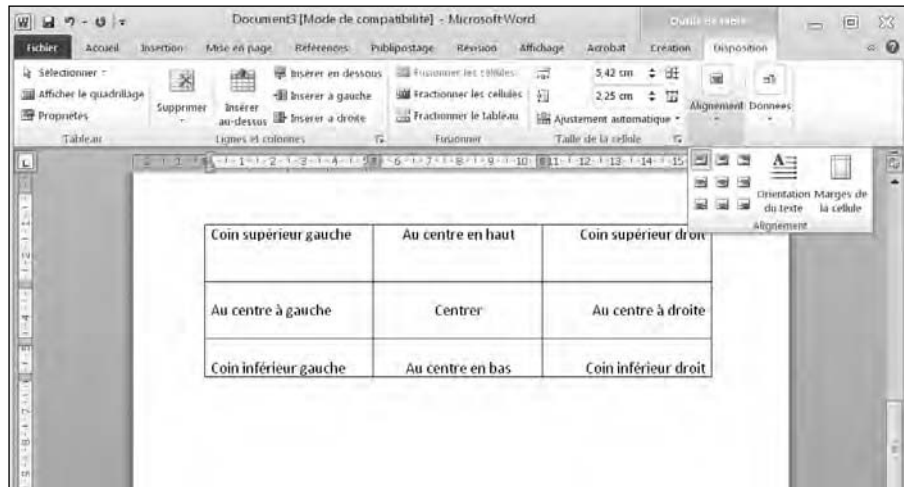 Document3 [Mode de compatibilité] - Microsoft Word
Outils de tableau
Fichier Accueil Insertion Mise en page Références Publipostage Révision Affichage Acrobat Création Disposition
Sélectionner
Afficher le quadrillage
Propriétés
Tableau
Supprimer
Insérer au-dessus
Insérer en dessous
Insérer à gauche
Insérer à droite
Lignes et colonnes
Fusionner les cellules
Fractionner les cellules
Fractionner le tableau
Fusionner
5,42 cm
2,25 cm
Ajustement automatique
Taille de la cellule
Alignement Données
Orientation du texte
Marges de la cellule
Alignement
Coin supérieur gauche Au centre en haut Coin supérieur droit
Au centre à gauche Centrer Au centre à droite
Coin inférieur gauche Au centre en bas Coin inférieur droit